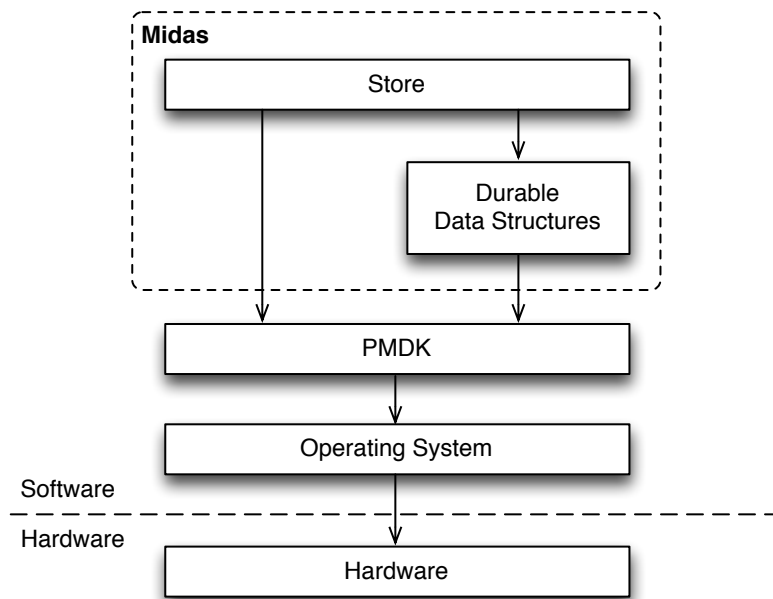 Midas
Store
Durable
Data Structures
PMDK
Operating System
Software
Hardware
Hardware